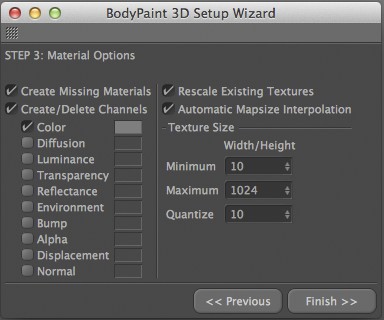 BodyPaint 3D Setup Wizard
STEP 3: Material Options
Create Missing Materials
Create/Delete Channels
Color
Diffusion
Luminance
Transparency
Reflectance
Environment
Bump
Alpha
Displacement
Normal
Rescale Existing Textures
Automatic Mapsize Interpolation
Texture Size
Width/Height
Minimum 10
Maximum 1024
Quantize 10
<< Previous
Finish >>